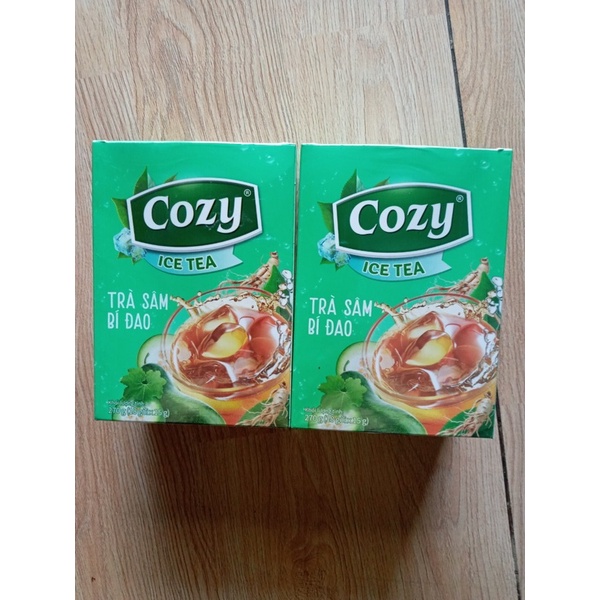 Cozy®
ICE TEA
TRÀ SÂM
BÍ ĐAO
Cozy®
ICE TEA
TRÀ SÂM
BÍ ĐAO